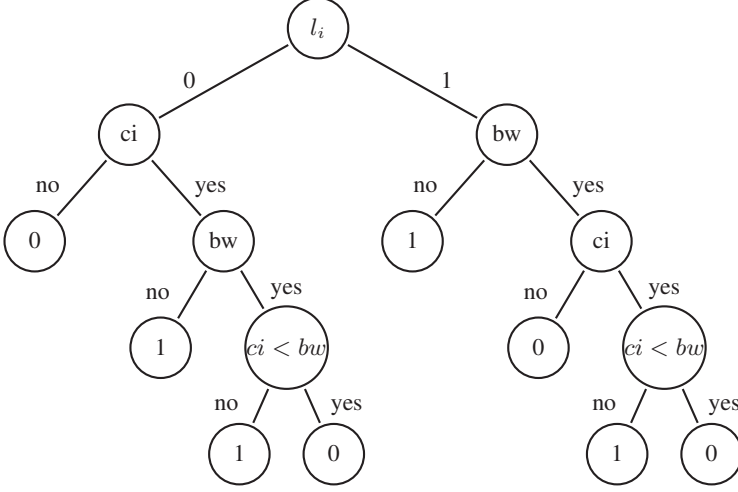 l_i
0 1
ci bw
no yes no yes
0 bw 1 ci
no yes no yes
1 ci < bw 0 ci < bw
no yes no yes
1 0 1 0